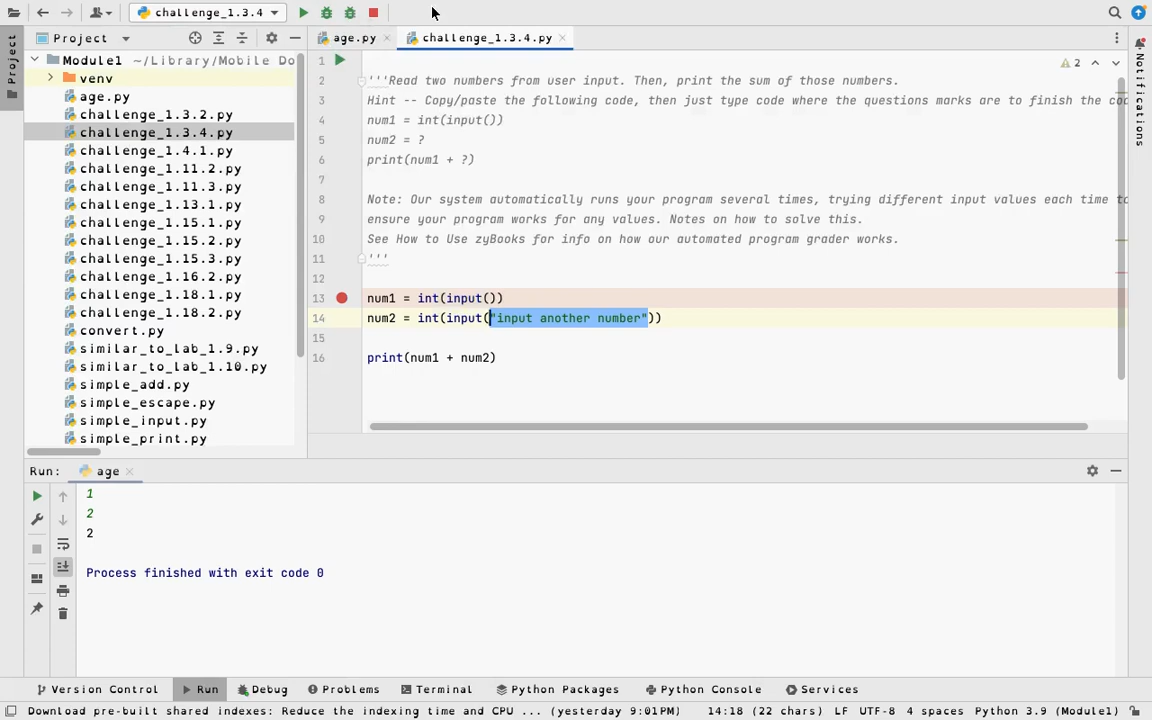 challenge_1.3.4
Project
age.py
challenge_1.3.4.py
Project
Notifications
Module1 ~/Library/Mobile Do
venv
age.py
challenge_1.3.2.py
challenge_1.3.4.py
challenge_1.4.1.py
challenge_1.11.2.py
challenge_1.11.3.py
challenge_1.13.1.py
challenge_1.15.1.py
challenge_1.15.2.py
challenge_1.15.3.py
challenge_1.16.2.py
challenge_1.18.1.py
challenge_1.18.2.py
convert.py
similar_to_lab_1.9.py
similar_to_lab_1.10.py
simple_add.py
simple_escape.py
simple_input.py
simple_print.py
2
1
2 '''Read two numbers from user input. Then, print the sum of those numbers.
3 Hint -- Copy/paste the following code, then just type code where the questions marks are to finish the cod
4 num1 = int(input())
5 num2 = ?
6 print(num1 + ?)
7
8 Note: Our system automatically runs your program several times, trying different input values each time to
9 ensure your program works for any values. Notes on how to solve this.
10 See How to Use zyBooks for info on how our automated program grader works.
11 '''
12
13 num1 = int(input())
14 num2 = int(input("input another number"))
15
16 print(num1 + num2)
Run: age
1
2
2
Process finished with exit code 0
Version Control Run Debug Problems Terminal Python Packages Python Console Services
Download pre-built shared indexes: Reduce the indexing time and CPU ... (yesterday 9:01PM) 14:18 (22 chars) LF UTF-8 4 spaces Python 3.9 (Module1)